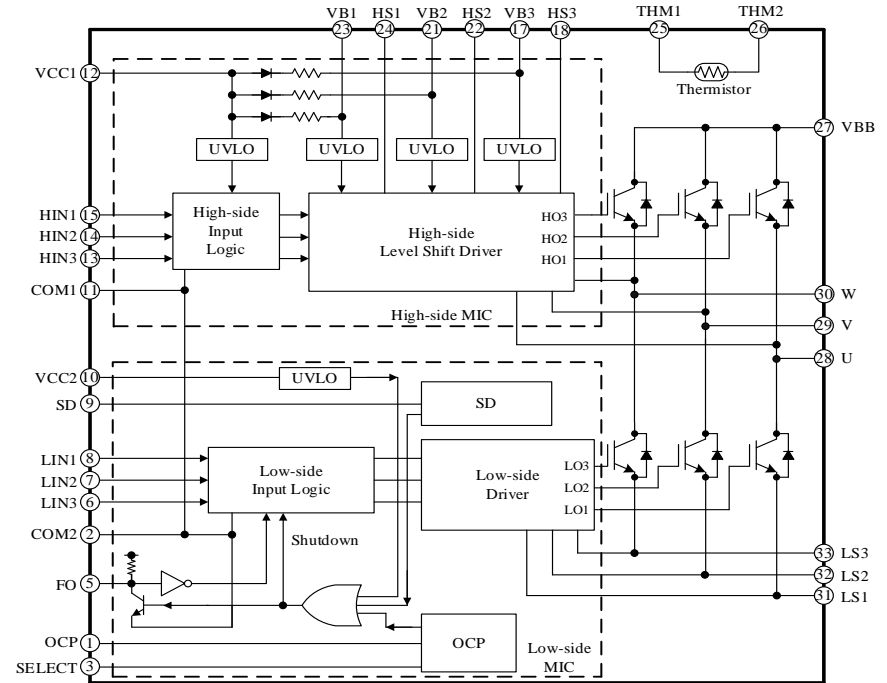 VB1 HS1 VB2 HS2 VB3 HS3 THM1 THM2
23 24 21 22 17 18 25 26
VCC1 12
Thermistor
27 VBB
UVLO UVLO UVLO UVLO
HIN1 15
HIN2 14
HIN3 13
COM1 11
High-side
Input
Logic
High-side
Level Shift Driver
HO3
HO2
HO1
High-side MIC
30 W
29 V
28 U
VCC2 10
UVLO
SD 9
SD
LIN1 8
LIN2 7
LIN3 6
Low-side
Input Logic
Low-side
Driver
LO3
LO2
LO1
COM2 2
Shutdown
33 LS3
32 LS2
31 LS1
FO 5
OCP 1
OCP
SELECT 3
Low-side
MIC